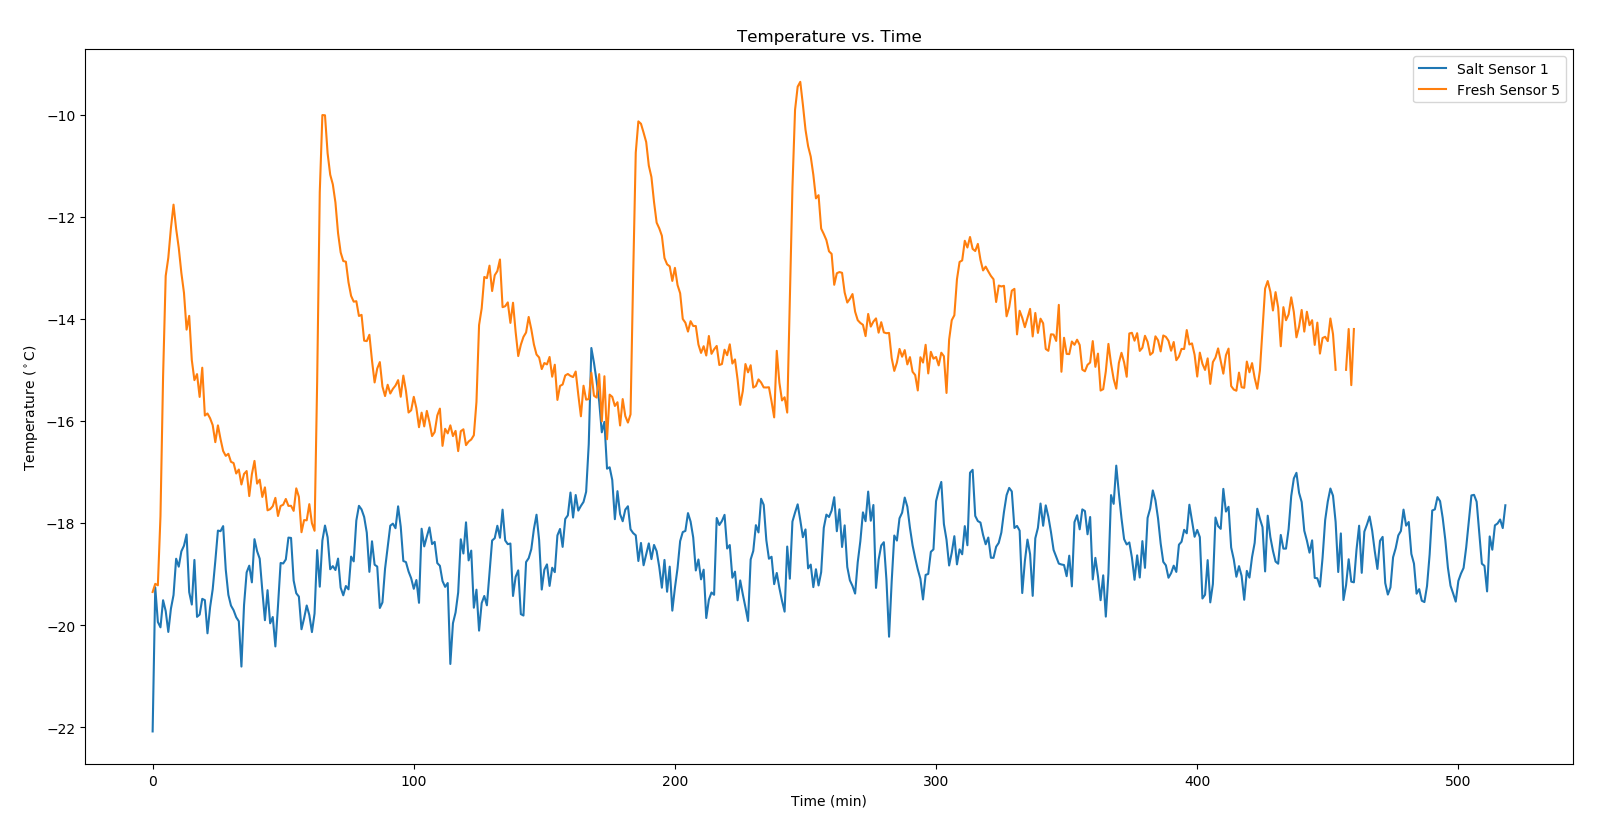 Temperature vs. Time
Salt Sensor 1
Fresh Sensor 5
Temperature (°C)
−10
−12
−14
−16
−18
−20
−22
0 100 200 300 400 500
Time (min)